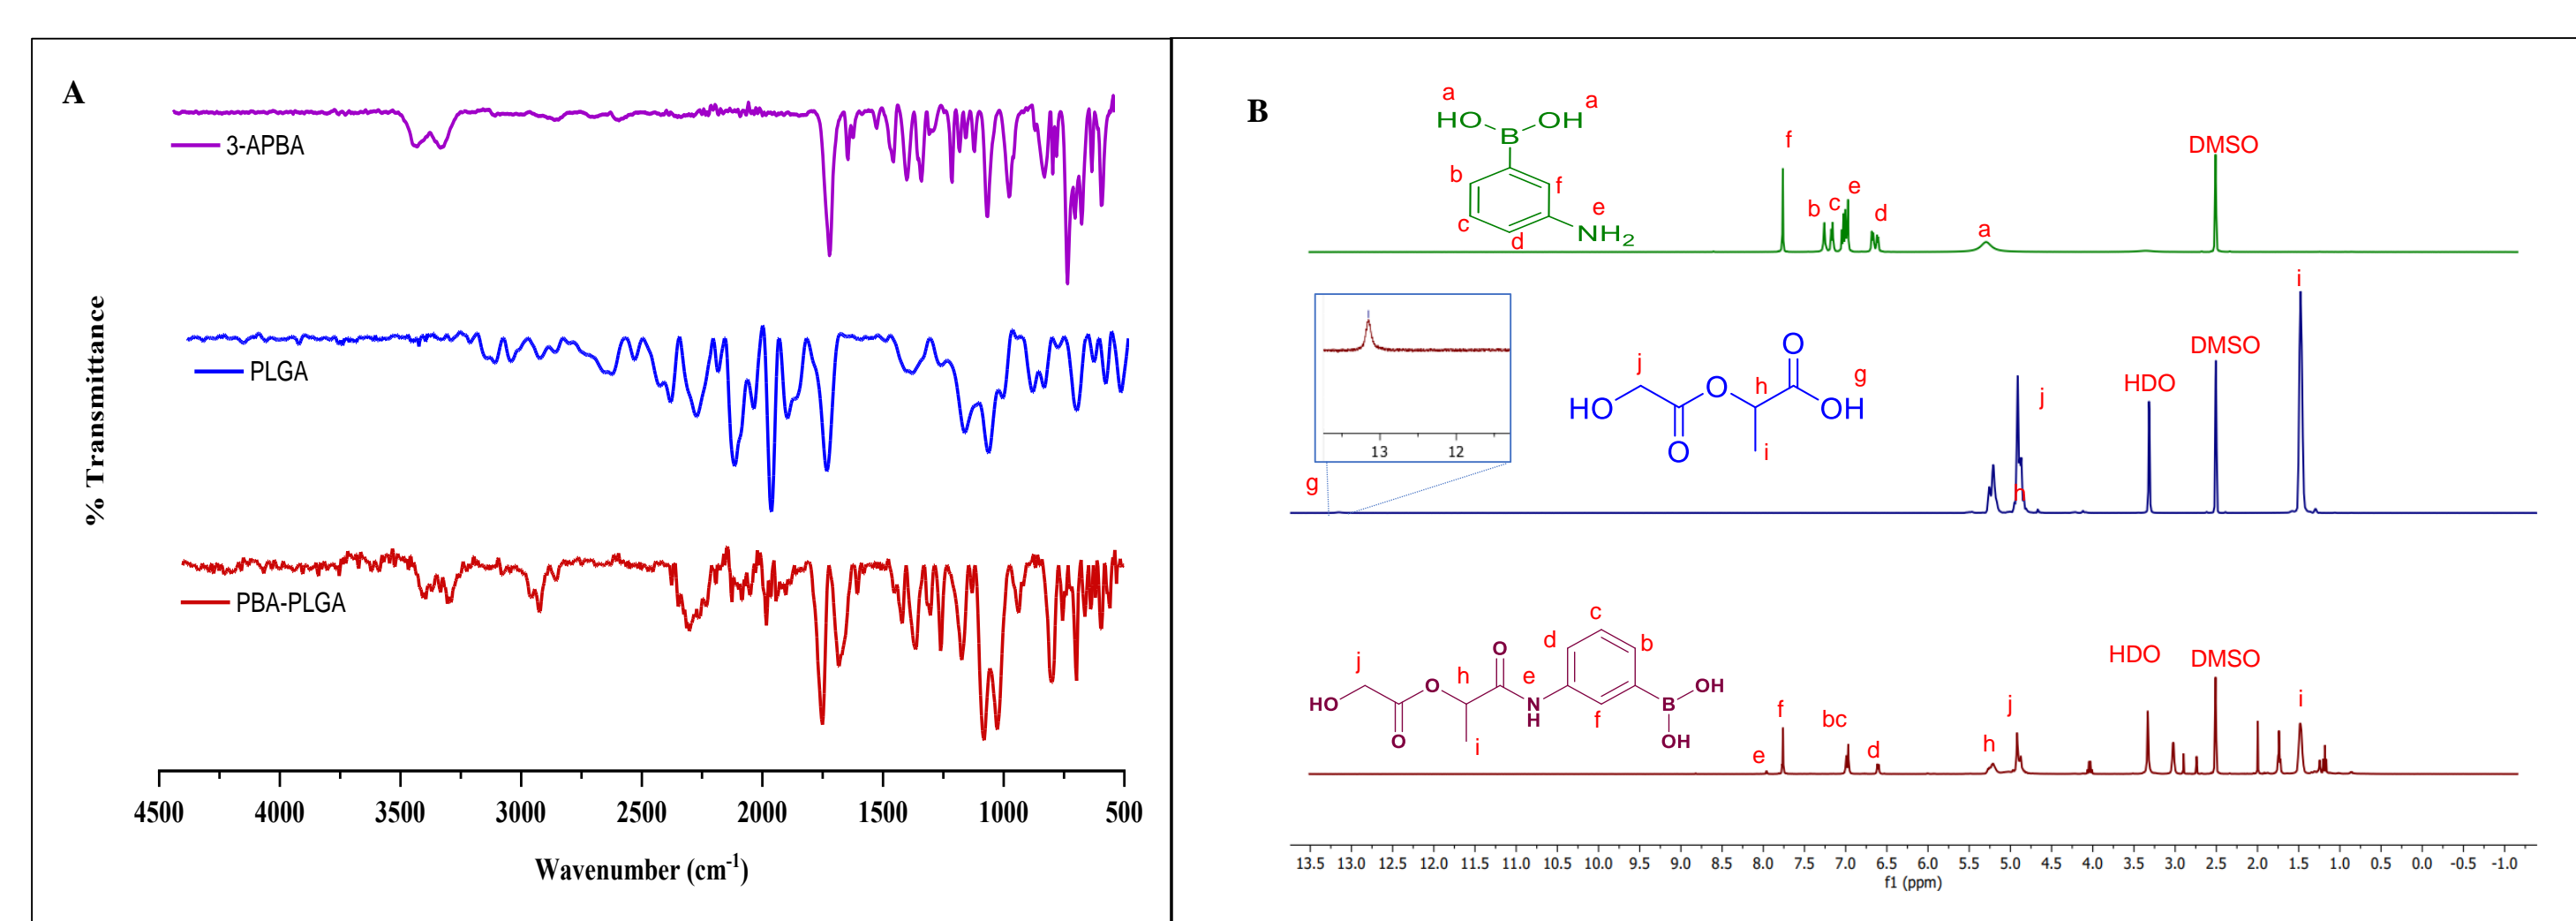 A
3-APBA
PLGA
PBA-PLGA
% Transmittance
4500 4000 3500 3000 2500 2000 1500 1000 500
Wavenumber (cm-1)
B
a a
HO B OH
b f
c e
d NH2
f
b c e d
a
DMSO
i
13 12
g
j
HO O O h O OH g
i
j
h
HDO
DMSO
c
d b
j h O e
HO O O N H f B OH
OH
i
e f bc d
h j
HDO
DMSO
i
13.5 13.0 12.5 12.0 11.5 11.0 10.5 10.0 9.5 9.0 8.5 8.0 7.5 7.0 6.5 6.0 5.5 5.0 4.5 4.0 3.5 3.0 2.5 2.0 1.5 1.0 0.5 0.0 -0.5 -1.0
f1 (ppm)